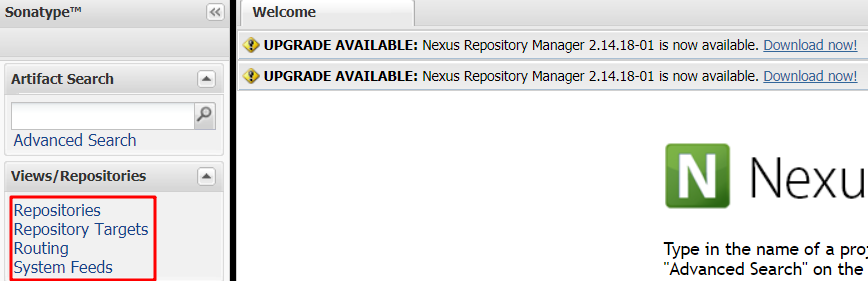 Sonatype™
Welcome
UPGRADE AVAILABLE: Nexus Repository Manager 2.14.18-01 is now available. Download now!
UPGRADE AVAILABLE: Nexus Repository Manager 2.14.18-01 is now available. Download now!
Artifact Search
Advanced Search
Views/Repositories
Repositories
Repository Targets
Routing
System Feeds
N Nexu
Type in the name of a proj
"Advanced Search" on the